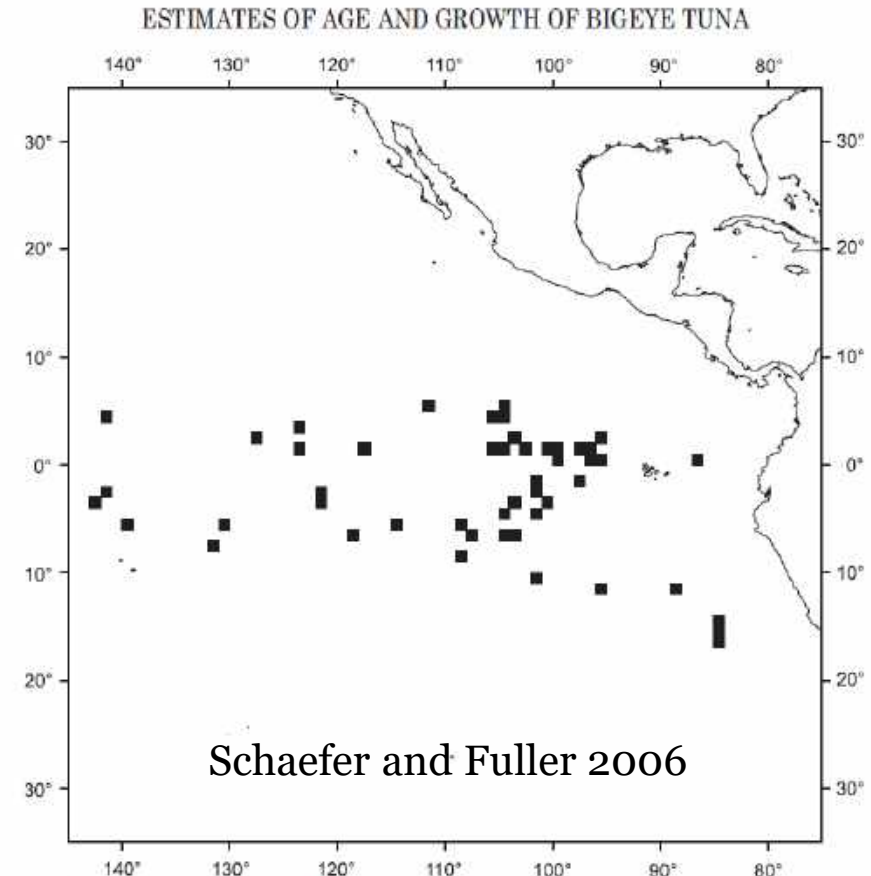 ESTIMATES OF AGE AND GROWTH OF BIGEYE TUNA
140° 130° 120° 110° 100° 90° 80°
30° 30°
20° 20°
10° 10°
0° 0°
10° 10°
20° 20°
Schaefer and Fuller 2006
30° 30°
140° 130° 120° 110° 100° 90° 80°